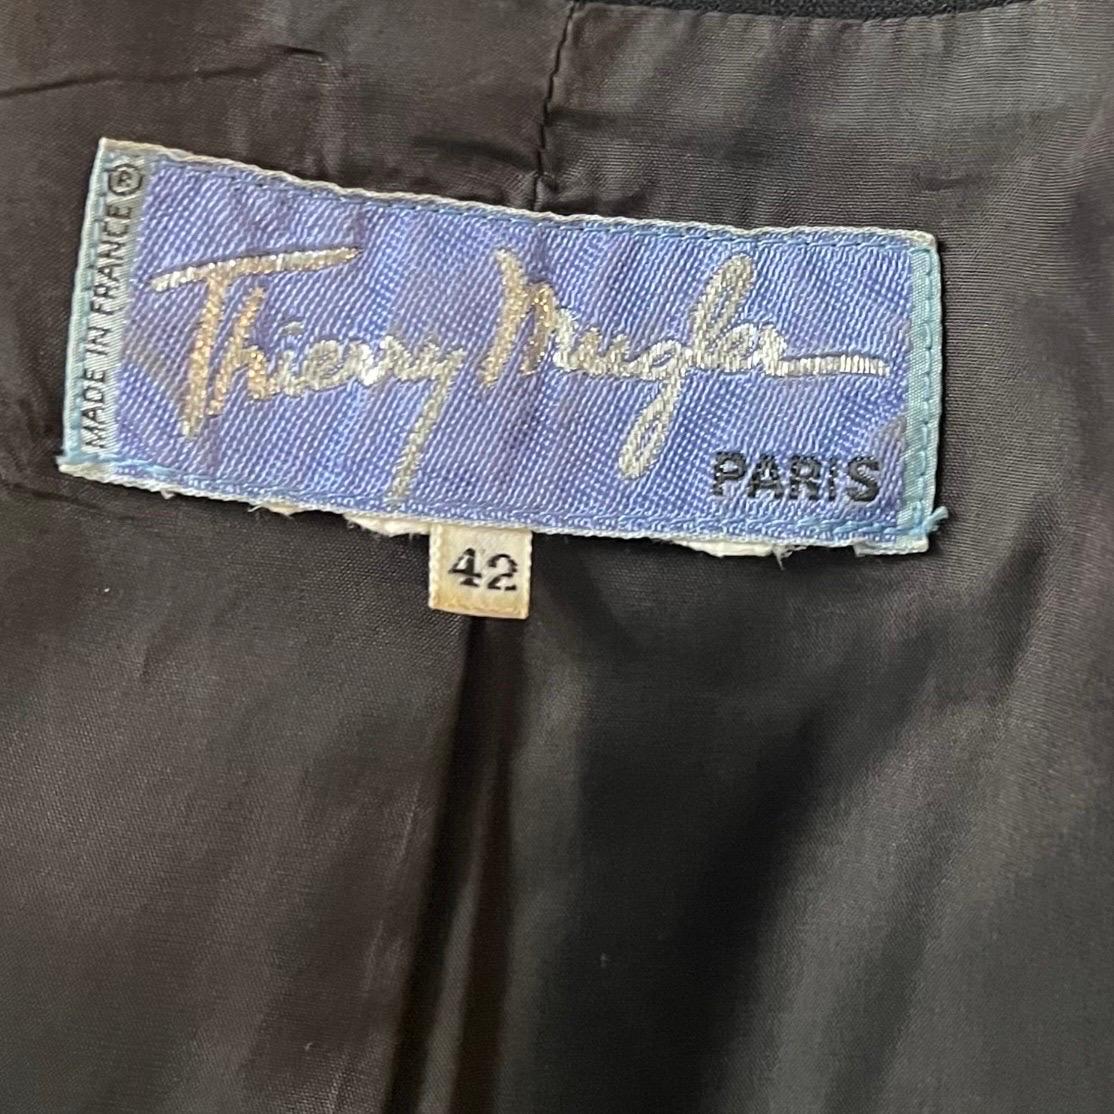 MADE IN FRANCE ®
Thierry Mugler
PARIS
42